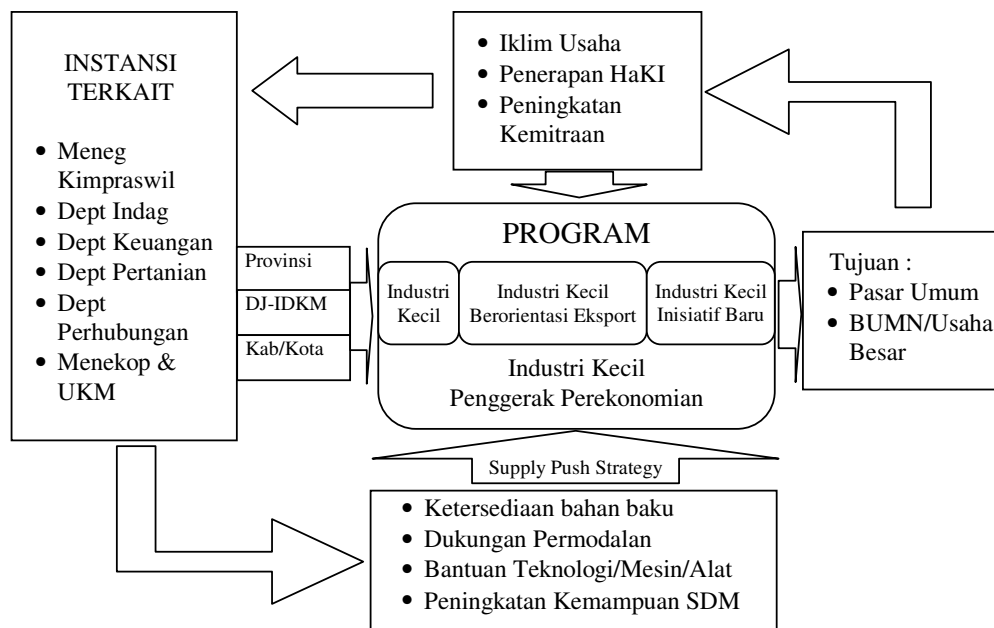 INSTANSI
TERKAIT
• Meneg
Kimpraswil
• Dept Indag
• Dept Keuangan
• Dept Pertanian
• Dept
Perhubungan
• Menekop &
UKM
• Iklim Usaha
• Penerapan HaKI
• Peningkatan
Kemitraan
Provinsi
DJ-IDKM
Kab/Kota
PROGRAM
Industri
Kecil
Industri Kecil
Berorientasi Eksport
Industri Kecil
Inisiatif Baru
Industri Kecil
Penggerak Perekonomian
Tujuan :
• Pasar Umum
• BUMN/Usaha
Besar
Supply Push Strategy
• Ketersediaan bahan baku
• Dukungan Permodalan
• Bantuan Teknologi/Mesin/Alat
• Peningkatan Kemampuan SDM